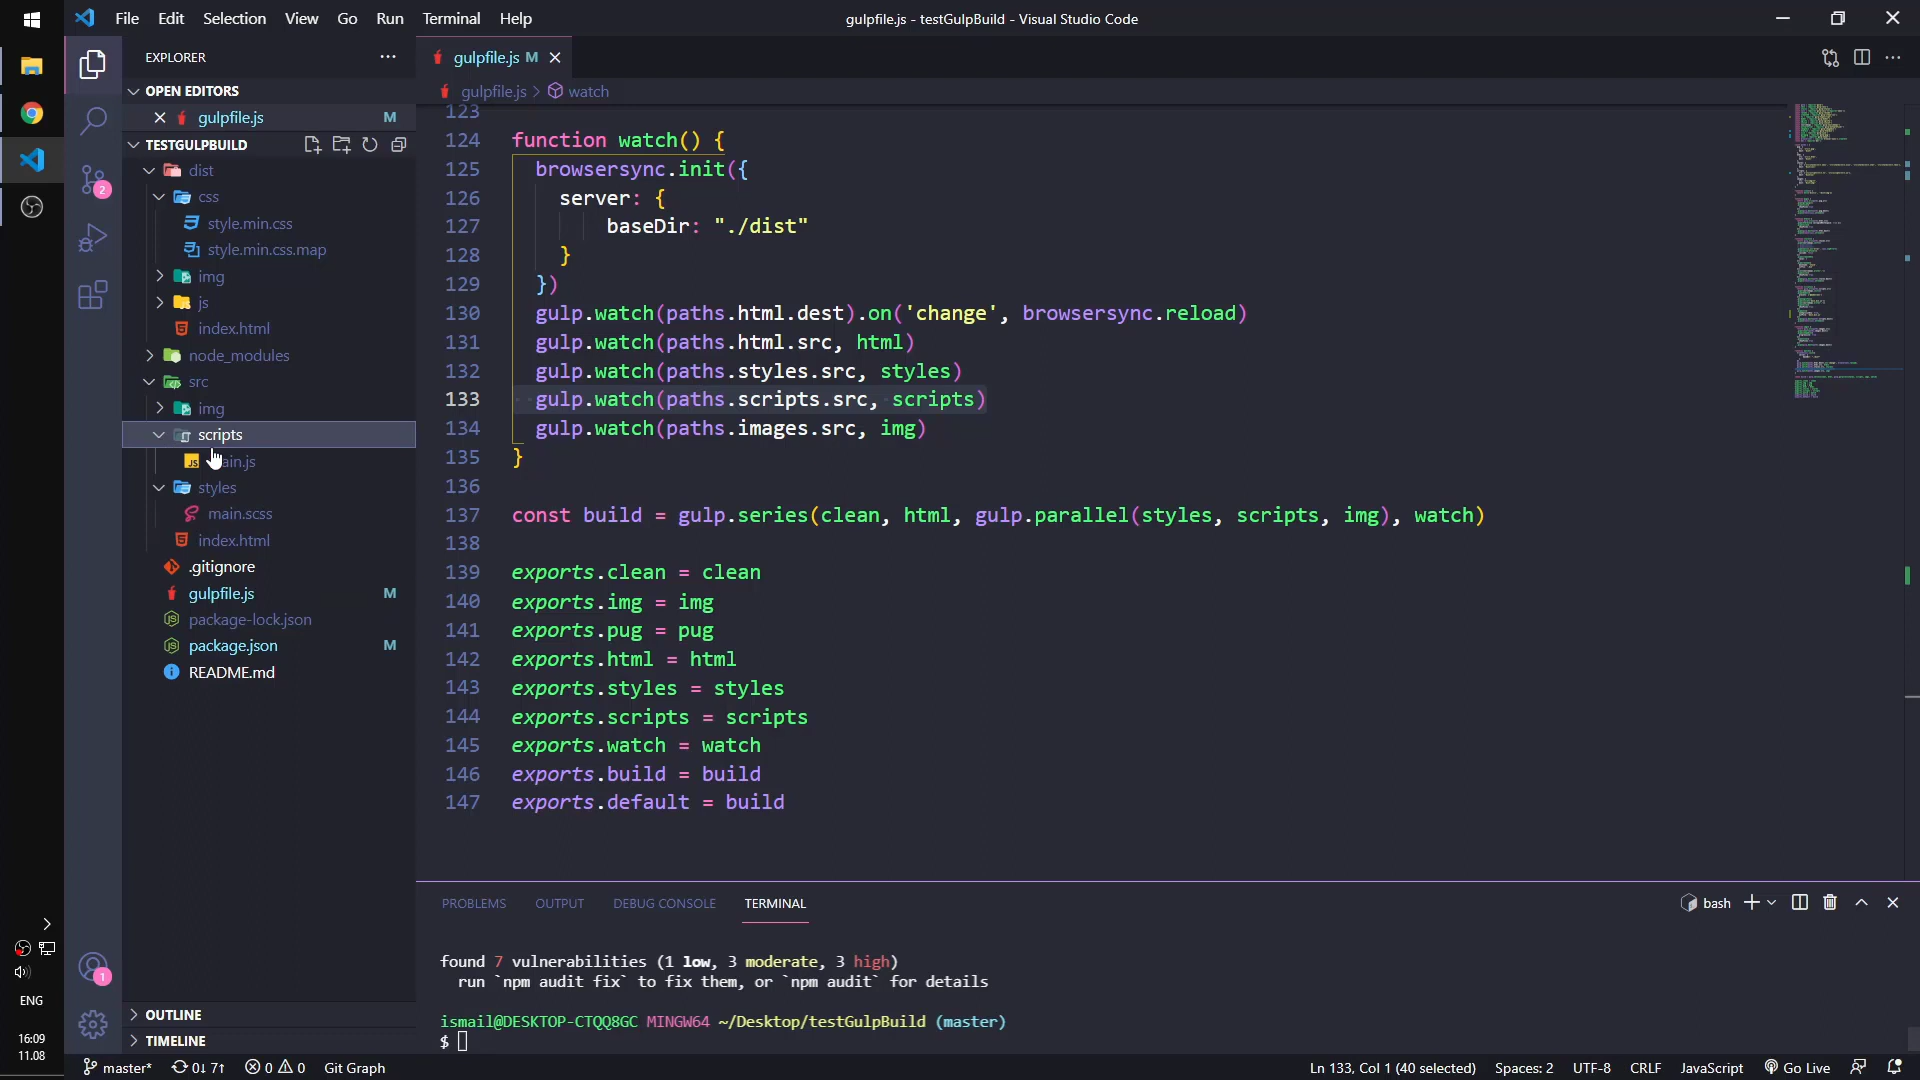 File Edit Selection View Go Run Terminal Help
gulpfile.js - testGulpBuild - Visual Studio Code
EXPLORER
OPEN EDITORS
gulpfile.js M
TESTGULPBUILD
dist
css
style.min.css
style.min.css.map
img
js
index.html
node_modules
src
img
scripts
ain.js
styles
main.scss
index.html
.gitignore
gulpfile.js M
package-lock.json
package.json M
README.md
OUTLINE
TIMELINE
gulpfile.js M
gulpfile.js > watch
123
124 function watch() {
125 browsersync.init({
126 server: {
127 baseDir: "./dist"
128 }
129 })
130 gulp.watch(paths.html.dest).on('change', browsersync.reload)
131 gulp.watch(paths.html.src, html)
132 gulp.watch(paths.styles.src, styles)
133 gulp.watch(paths.scripts.src, scripts)
134 gulp.watch(paths.images.src, img)
135 }
136
137 const build = gulp.series(clean, html, gulp.parallel(styles, scripts, img), watch)
138
139 exports.clean = clean
140 exports.img = img
141 exports.pug = pug
142 exports.html = html
143 exports.styles = styles
144 exports.scripts = scripts
145 exports.watch = watch
146 exports.build = build
147 exports.default = build
PROBLEMS OUTPUT DEBUG CONSOLE TERMINAL
bash
found 7 vulnerabilities (1 low, 3 moderate, 3 high)
run `npm audit fix` to fix them, or `npm audit` for details
ismail@DESKTOP-CTQQ8GC MINGW64 ~/Desktop/testGulpBuild (master)
$
2
1
ENG
16:09
11.08
master* 0↓ 7↑ 0 0 Git Graph
Ln 133, Col 1 (40 selected) Spaces: 2 UTF-8 CRLF JavaScript Go Live